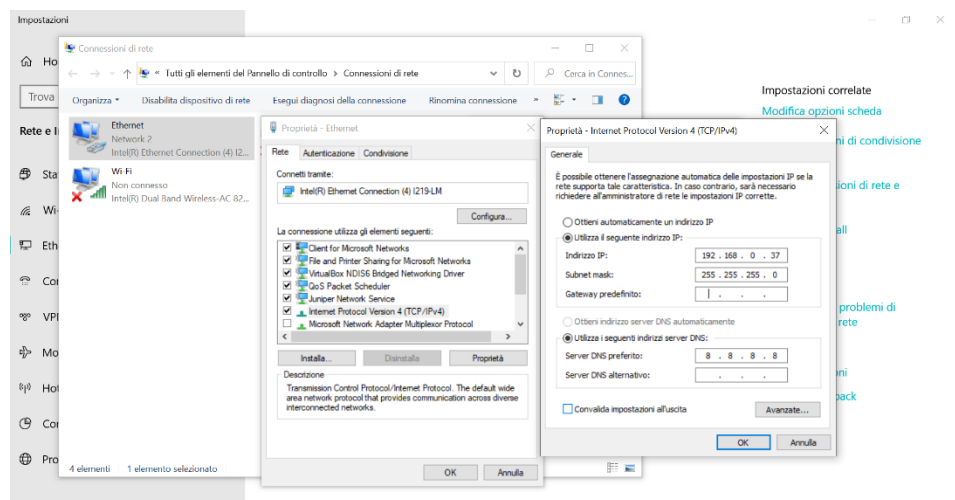 Impostazioni
Ho
Trova
Rete e I
Sta
Wi-
Eth
Con
VPI
Mo
Hot
Con
Pro
Connessioni di rete
« Tutti gli elementi del Pannello di controllo > Connessioni di rete
Cerca in Connes...
Organizza
Disabilita dispositivo di rete
Esegui diagnosi della connessione
Rinomina connessione
»
Ethernet
Network 2
Intel(R) Ethernet Connection (4) I2...
Wi-Fi
Non connesso
Intel(R) Dual Band Wireless-AC 82...
4 elementi
1 elemento selezionato
Proprietà - Ethernet
Rete Autenticazione Condivisione
Connetti tramite:
Intel(R) Ethernet Connection (4) I219-LM
Configura...
La connessione utilizza gli elementi seguenti:
Client for Microsoft Networks
File and Printer Sharing for Microsoft Networks
VirtualBox NDIS6 Bridged Networking Driver
QoS Packet Scheduler
Juniper Network Service
Internet Protocol Version 4 (TCP/IPv4)
Microsoft Network Adapter Multiplexor Protocol
Installa... Disinstalla Proprietà
Descrizione
Transmission Control Protocol/Internet Protocol. The default wide
area network protocol that provides communication across diverse
interconnected networks.
OK Annulla
Proprietà - Internet Protocol Version 4 (TCP/IPv4)
Generale
È possibile ottenere l'assegnazione automatica delle impostazioni IP se la
rete supporta tale caratteristica. In caso contrario, sarà necessario
richiedere all'amministratore di rete le impostazioni IP corrette.
Ottieni automaticamente un indirizzo IP
Utilizza il seguente indirizzo IP:
Indirizzo IP: 192 . 168 . 0 . 37
Subnet mask: 255 . 255 . 255 . 0
Gateway predefinito: . . .
Ottieni indirizzo server DNS automaticamente
Utilizza i seguenti indirizzi server DNS:
Server DNS preferito: 8 . 8 . 8 . 8
Server DNS alternativo: . . .
Convalida impostazioni all'uscita
Avanzate...
OK Annulla
Impostazioni correlate
Modifica opzioni scheda
ni di condivisione
ioni di rete e
all
problemi di
rete
oni
back